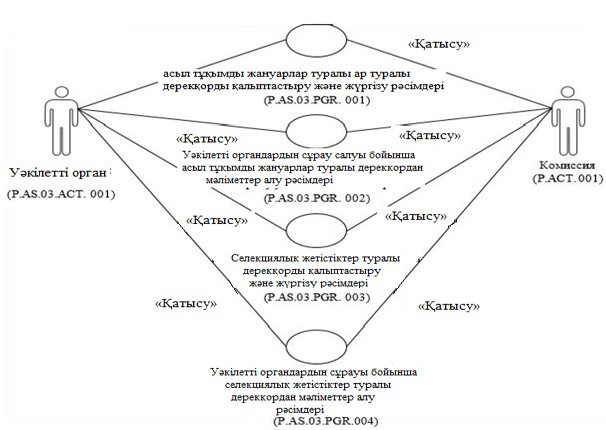 «Қатысу»
асыл тұқымды жануарлар туралы ар туралы
дерекқорды қалыптастыру және жүргізу рәсімдері
(P.AS.03.PGR. 001)
«Қатысу»
«Қатысу»
Уәкілетті органдардың сұрау салуы бойынша
асыл тұқымды жануарлар туралы дерекқордан
мәліметтер алу рәсімдері
(P.AS.03.PGR. 002)
Уәкілетті орган
(P.AS.03.ACT. 001)
Комиссия
(P.ACT. 001)
«Қатысу»
«Қатысу»
Селекциялық жетістіктер туралы
дерекқорды қалыптастыру
және жүргізу рәсімдері
(P.AS.03.PGR. 003)
«Қатысу»
«Қатысу»
Уәкілетті органдардың сұрауы бойынша
селекциялық жетістіктер туралы
дерекқордан мәліметтер алу
рәсімдері
(P.AS.03.PGR.004)